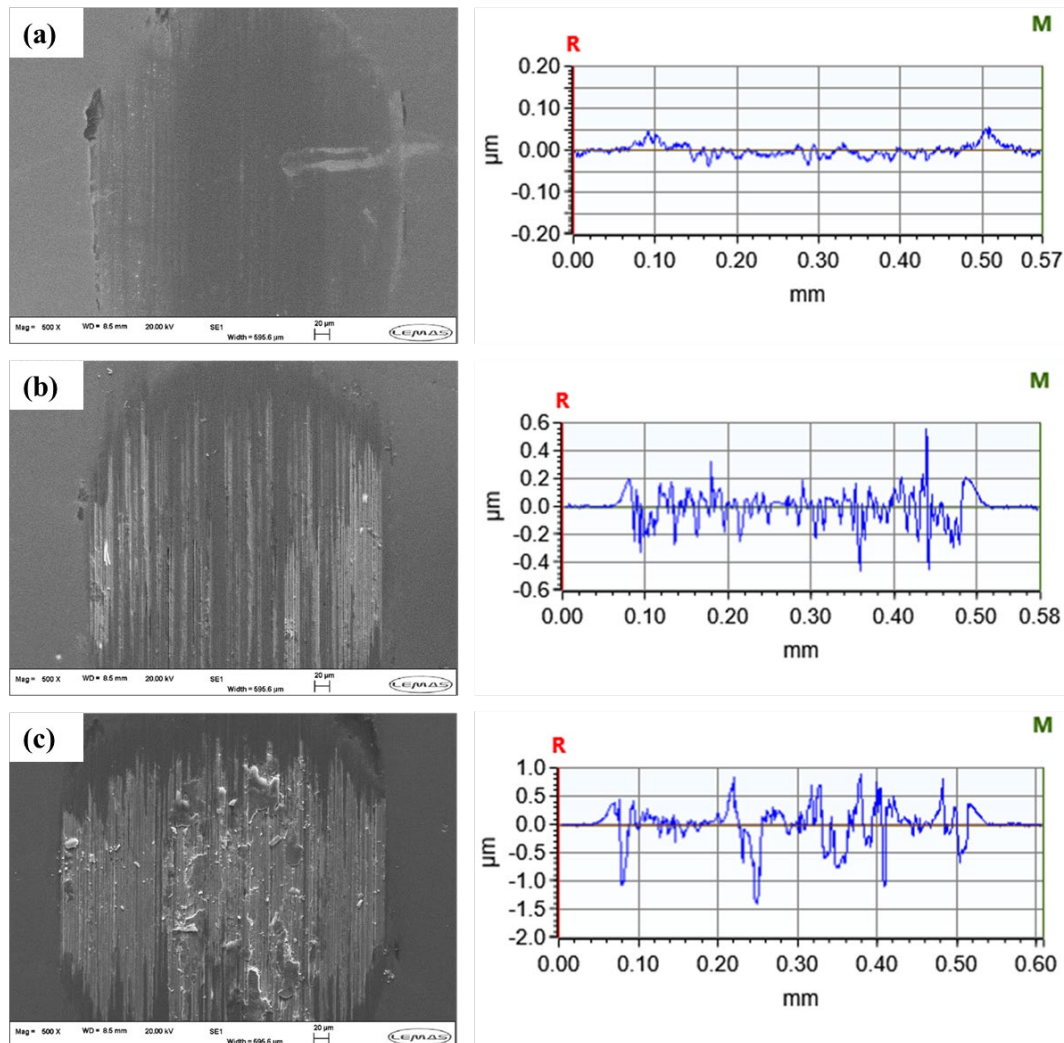 (a)
Mag = 500 X WD = 8.5 mm 20.00 kV SE1 Width = 595.6 µm 20 µm LEMAS
R M
0.20
0.10
0.00
-0.10
-0.20
µm
0.00 0.10 0.20 0.30 0.40 0.50 0.57
mm
(b)
Mag = 500 X WD = 8.5 mm 20.00 kV SE1 Width = 595.6 µm 20 µm LEMAS
R M
0.6
0.4
0.2
0.0
-0.2
-0.4
-0.6
µm
0.00 0.10 0.20 0.30 0.40 0.50 0.58
mm
(c)
Mag = 500 X WD = 8.5 mm 20.00 kV SE1 Width = 595.6 µm 20 µm LEMAS
R M
1.0
0.5
0.0
-0.5
-1.0
-1.5
-2.0
µm
0.00 0.10 0.20 0.30 0.40 0.50 0.60
mm